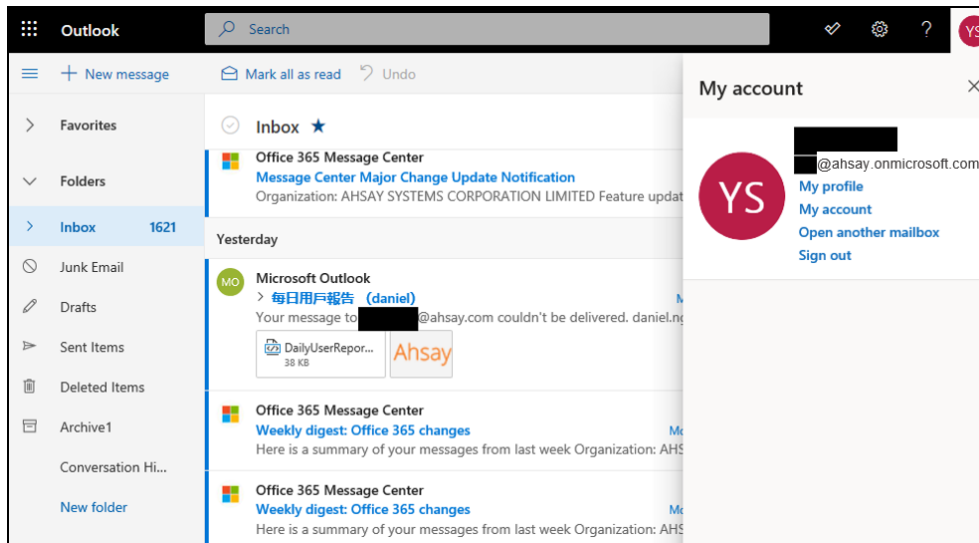 Outlook
Search
YS
New message
Mark all as read
Undo
My account
Favorites
Inbox
Folders
Office 365 Message Center
Message Center Major Change Update Notification
Organization: AHSAY SYSTEMS CORPORATION LIMITED Feature updat
@ahsay.onmicrosoft.com
YS
My profile
My account
Open another mailbox
Sign out
Inbox 1621
Yesterday
Junk Email
Drafts
Sent Items
Deleted Items
Archive1
Conversation Hi...
New folder
MO
Microsoft Outlook
每日用戶報告 (daniel)
M
Your message to @ahsay.com couldn't be delivered. daniel.ng
DailyUserRepor...
38 KB
Ahsay
Office 365 Message Center
Weekly digest: Office 365 changes
Mo
Here is a summary of your messages from last week Organization: AHS
Office 365 Message Center
Weekly digest: Office 365 changes
Mo
Here is a summary of your messages from last week Organization: AHS